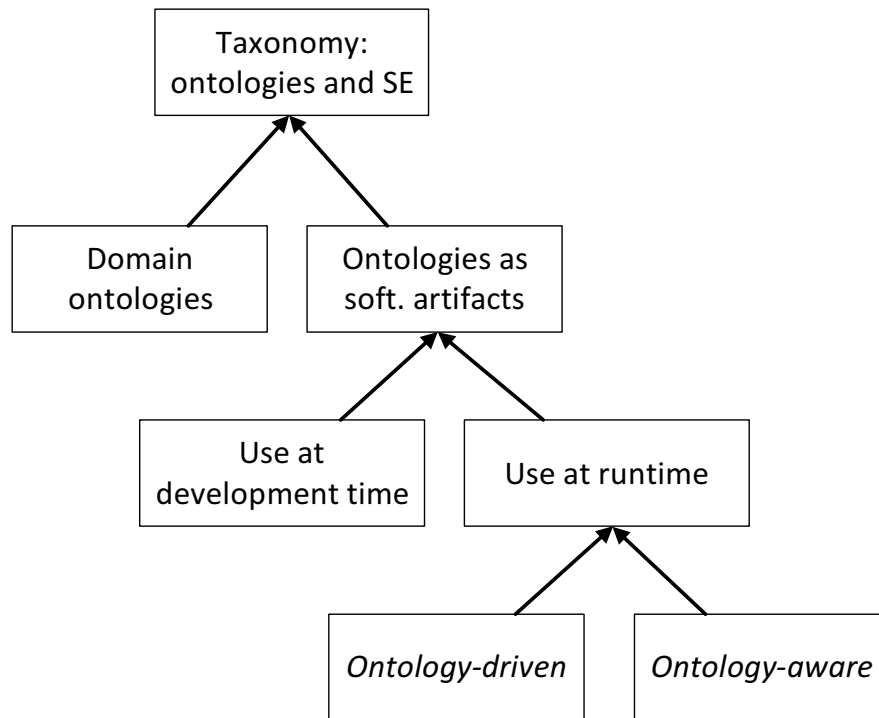 Taxonomy:
ontologies and SE
Domain
ontologies
Ontologies as
soft. artifacts
Use at
development time
Use at runtime
Ontology-driven
Ontology-aware